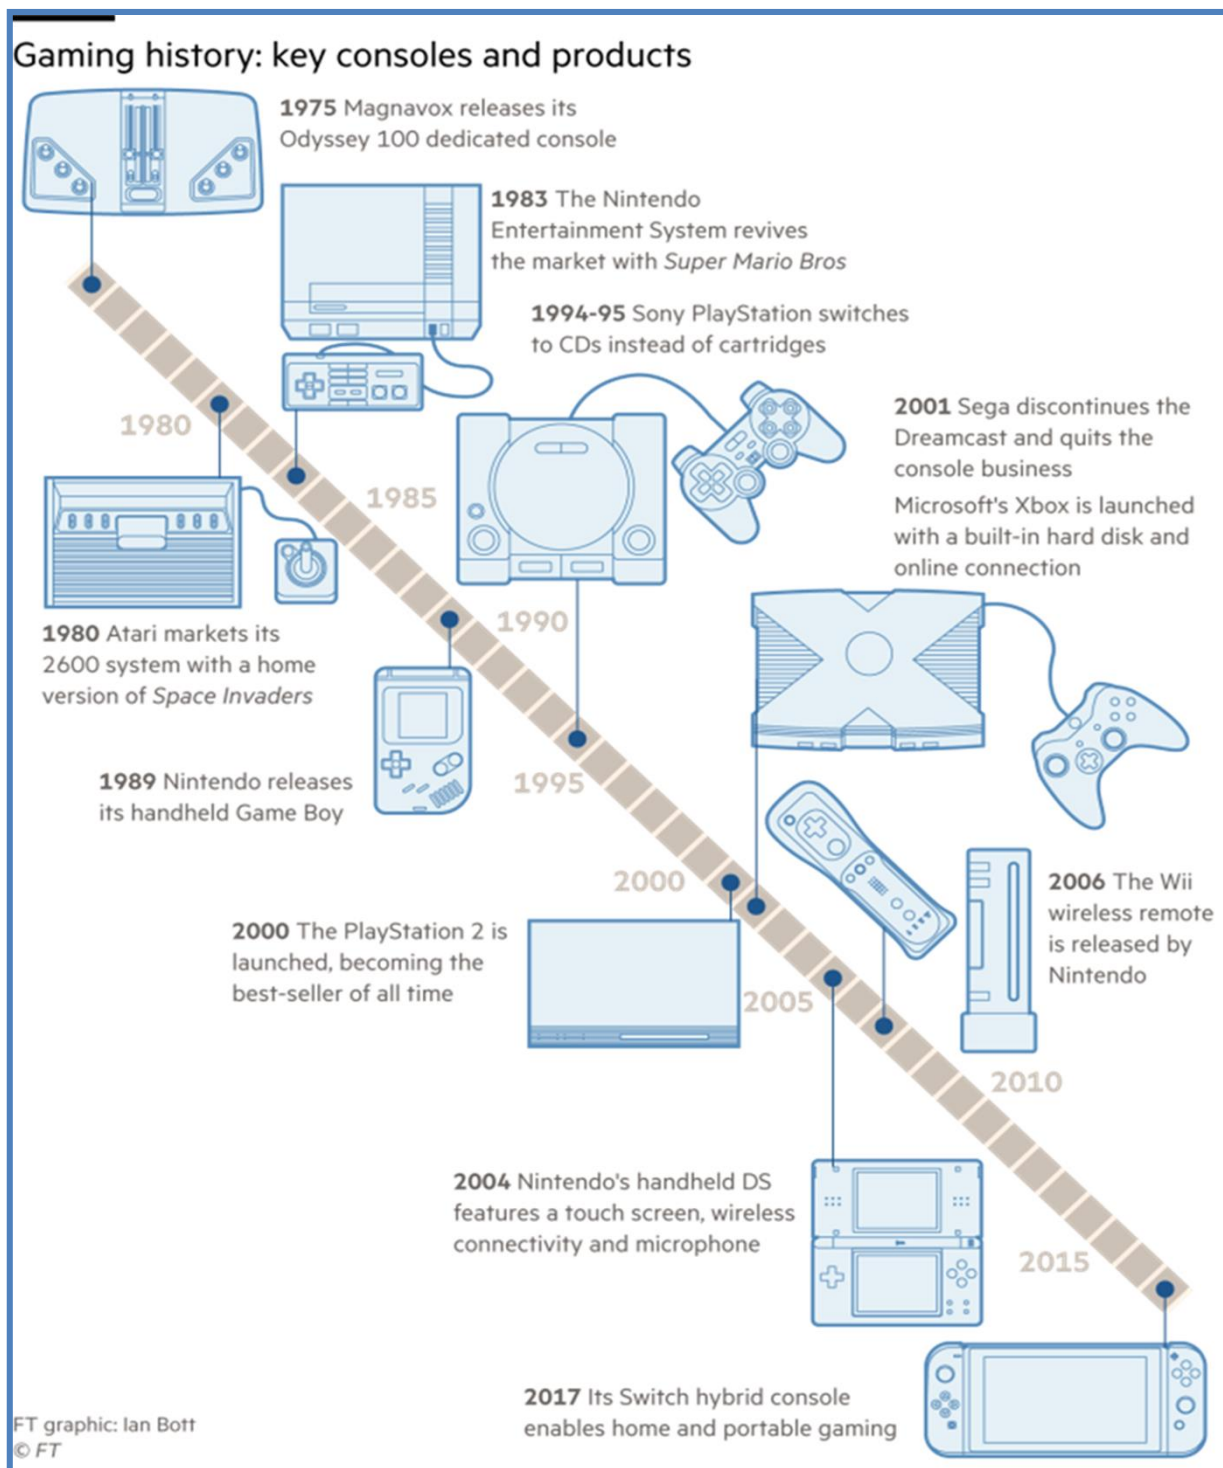 Gaming history: key consoles and products
1975 Magnavox releases its
Odyssey 100 dedicated console
1983 The Nintendo
Entertainment System revives
the market with Super Mario Bros
1994-95 Sony PlayStation switches
to CDs instead of cartridges
2001 Sega discontinues the
Dreamcast and quits the
console business
Microsoft's Xbox is launched
with a built-in hard disk and
online connection
1980
1985
1980 Atari markets its
2600 system with a home
version of Space Invaders
1990
1989 Nintendo releases
its handheld Game Boy
1995
2000
2000 The PlayStation 2 is
launched, becoming the
best-seller of all time
2006 The Wii
wireless remote
is released by
Nintendo
2005
2010
2004 Nintendo's handheld DS
features a touch screen, wireless
connectivity and microphone
2015
2017 Its Switch hybrid console
enables home and portable gaming
FT graphic: Ian Bott
© FT